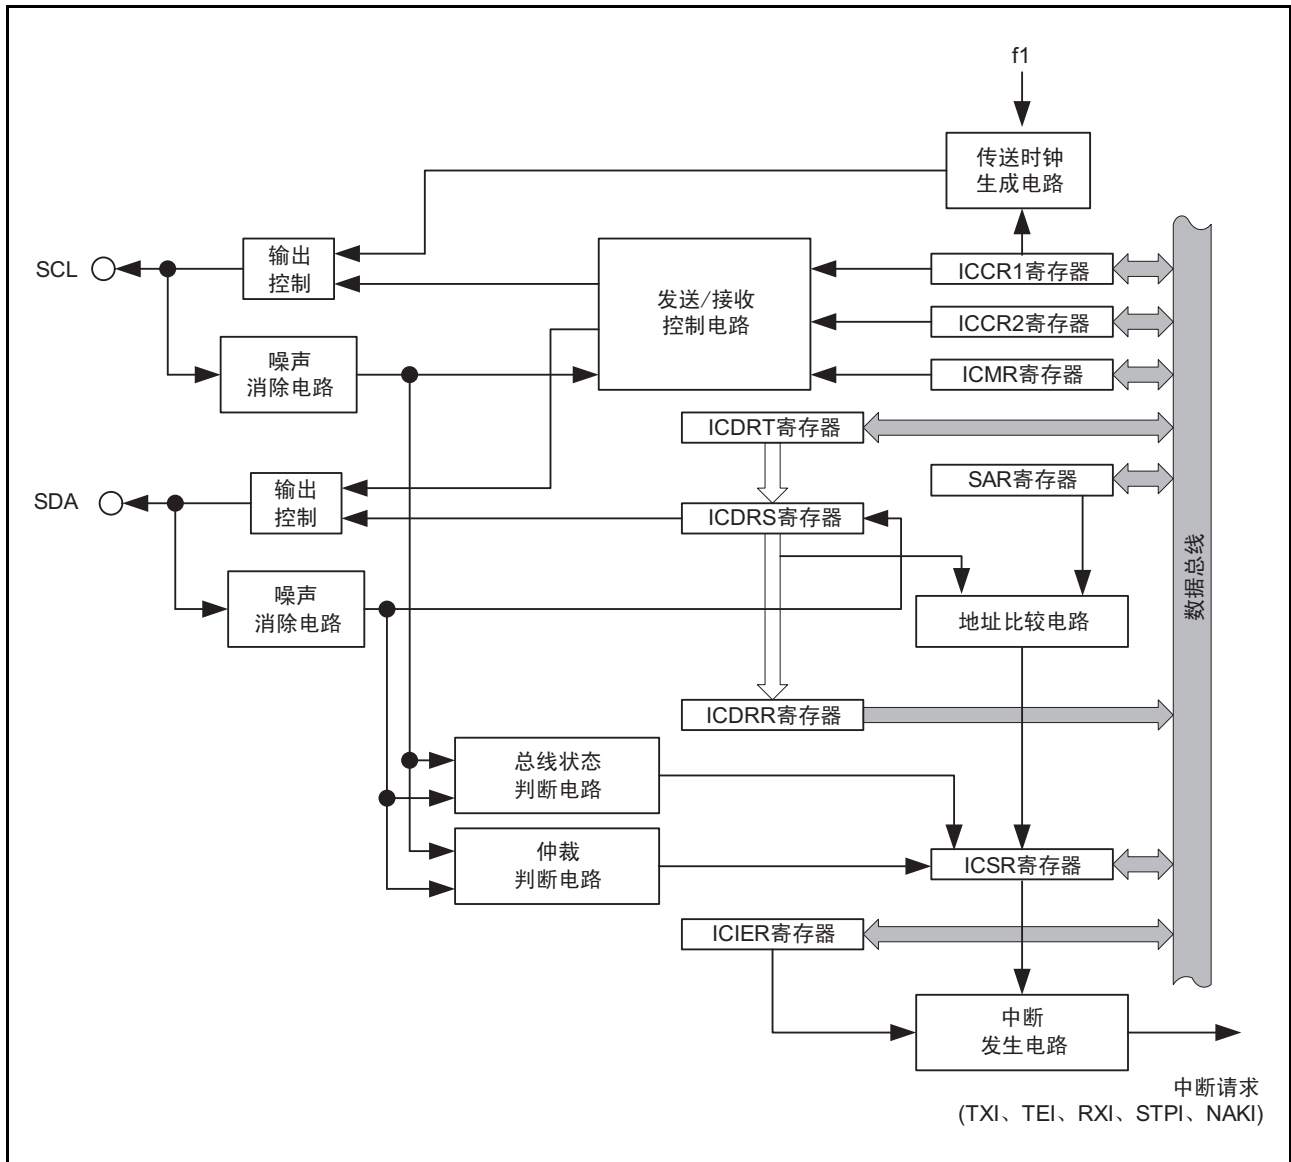 f1
传送时钟
生成电路
SCL
输出
控制
发送/接收
控制电路
ICCR1寄存器
ICCR2寄存器
噪声
消除电路
ICMR寄存器
ICDRT寄存器
SAR寄存器
SDA
输出
控制
ICDRS寄存器
数据总线
噪声
消除电路
地址比较电路
ICDRR寄存器
总线状态
判断电路
仲裁
判断电路
ICSR寄存器
ICIER寄存器
中断
发生电路
中断请求
(TXI、TEI、RXI、STPI、NAKI)